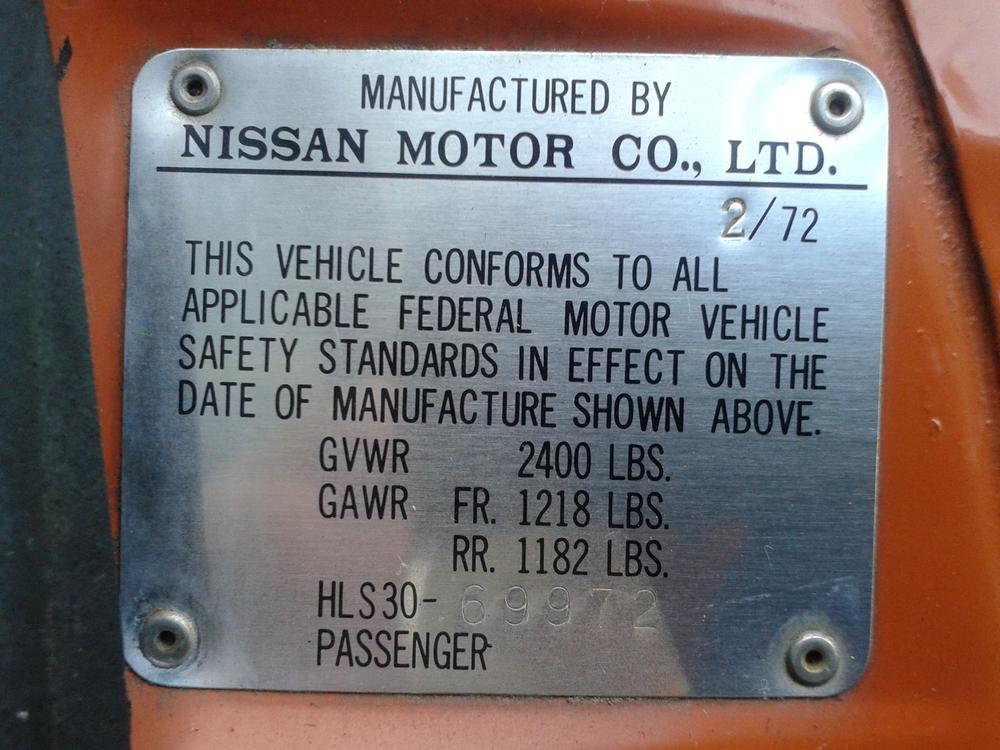 MANUFACTURED BY
NISSAN MOTOR CO., LTD.
2/72
THIS VEHICLE CONFORMS TO ALL
APPLICABLE FEDERAL MOTOR VEHICLE
SAFETY STANDARDS IN EFFECT ON THE
DATE OF MANUFACTURE SHOWN ABOVE.
GVWR 2400 LBS.
GAWR FR. 1218 LBS.
RR. 1182 LBS.
HLS30- 69972
PASSENGER